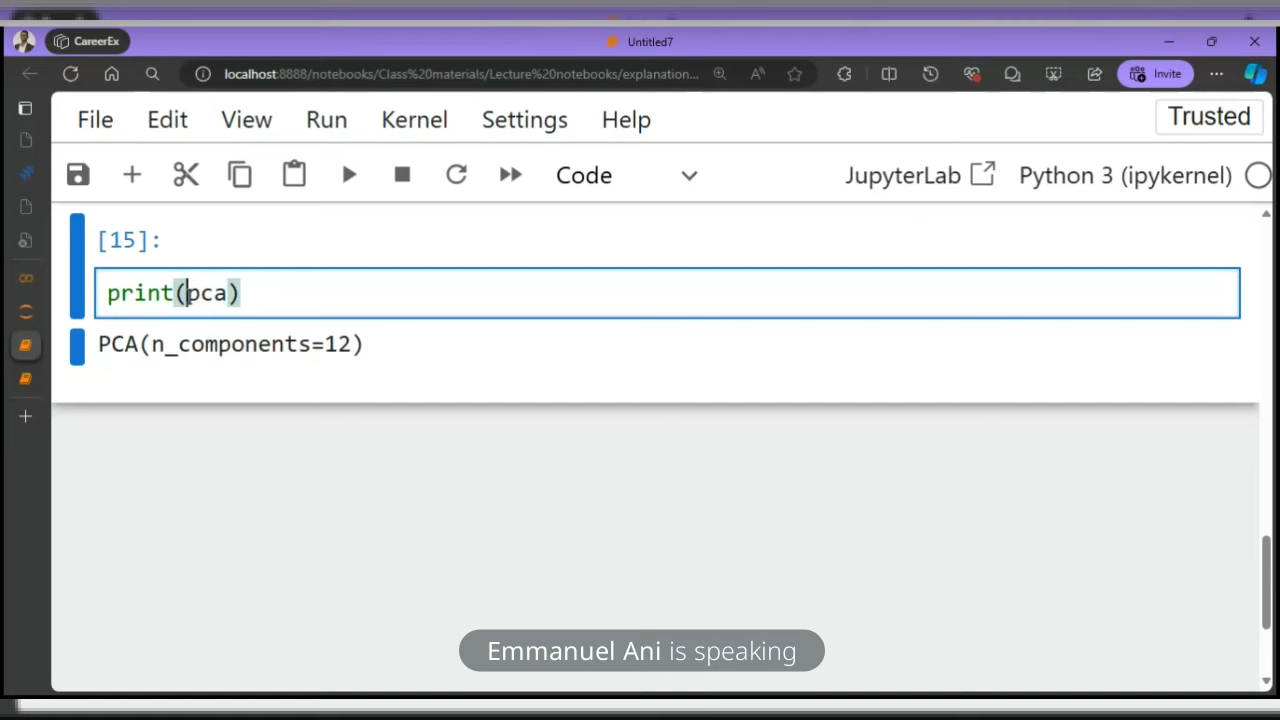 CareerEx
Untitled7
localhost:8888/notebooks/Class%20materials/Lecture%20notebooks/explanation...
Invite
File Edit View Run Kernel Settings Help
Trusted
Code
JupyterLab
Python 3 (ipykernel)
[15]:
print(pca)
PCA(n_components=12)
Emmanuel Ani is speaking